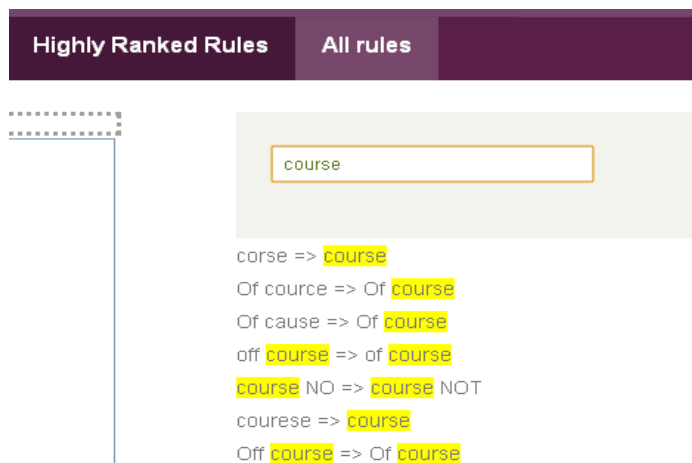 Highly Ranked Rules All rules
course
corse => course
Of cource => Of course
Of cause => Of course
off course => of course
course NO => course NOT
courese => course
Off course => Of course